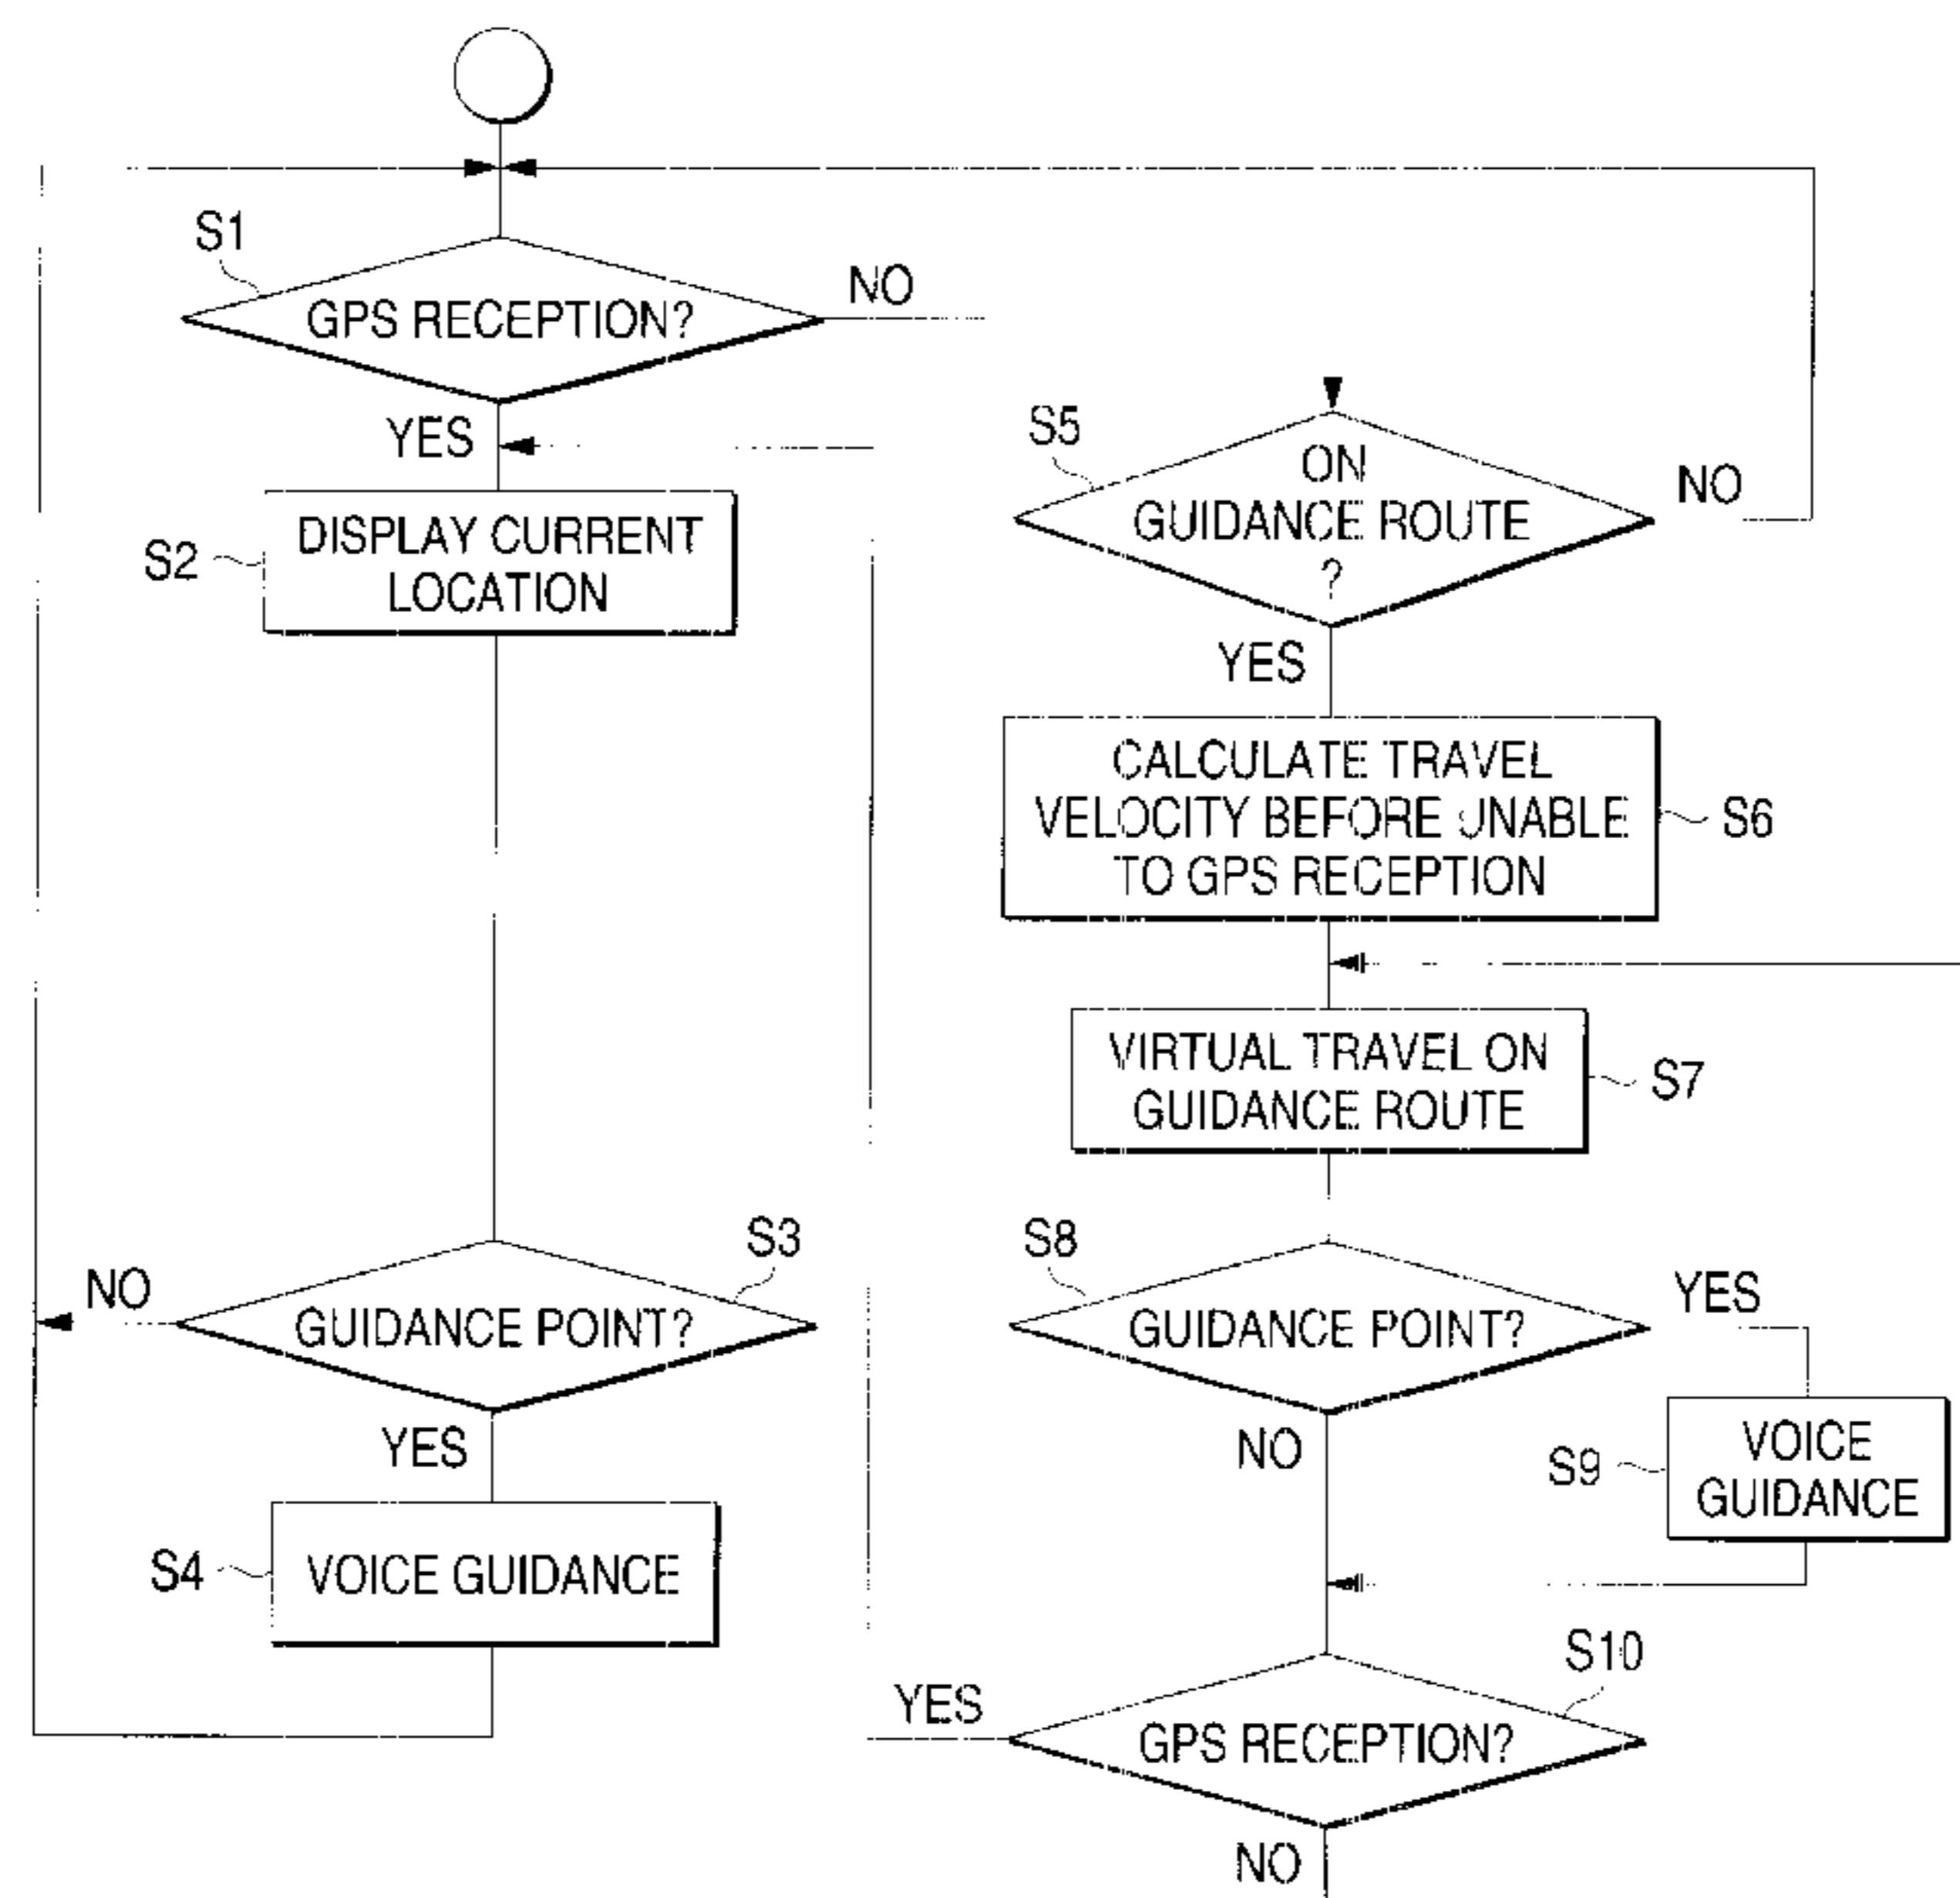 S1
GPS RECEPTION?
NO
YES
S2
DISPLAY CURRENT
LOCATION
S3
NO
GUIDANCE POINT?
YES
S4
VOICE GUIDANCE
S5
ON
GUIDANCE ROUTE
?
NO
YES
CALCULATE TRAVEL
VELOCITY BEFORE UNABLE
TO GPS RECEPTION
S6
VIRTUAL TRAVEL ON
GUIDANCE ROUTE
S7
S8
GUIDANCE POINT?
YES
NO
S9
VOICE
GUIDANCE
S10
YES
GPS RECEPTION?
NO